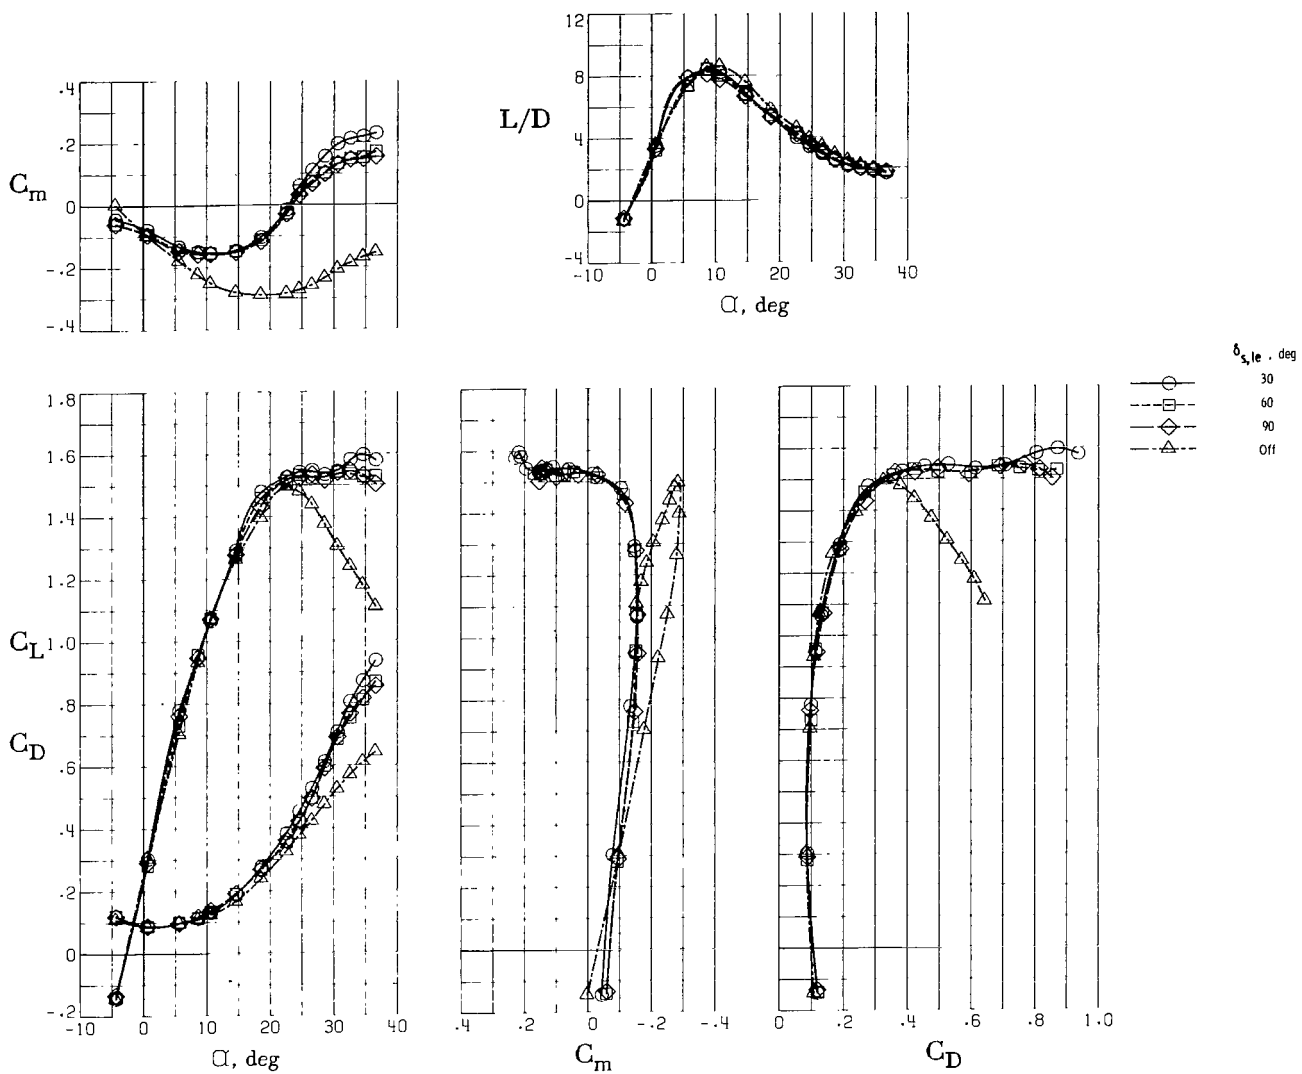 12
8
L/D
4
0
-4
-10 0 10 20 30 40
α, deg
.4
.2
C_m
0
-.2
-.4
δ_s,le , deg
30
60
90
Off
1.8
1.6
1.4
1.2
C_L
1.0
.8
C_D
.6
.4
.2
0
-.2
-10 0 10 20 30 40
α, deg
.4 .2 0 -.2 -.4
C_m
0 .2 .4 .6 .8 1.0
C_D